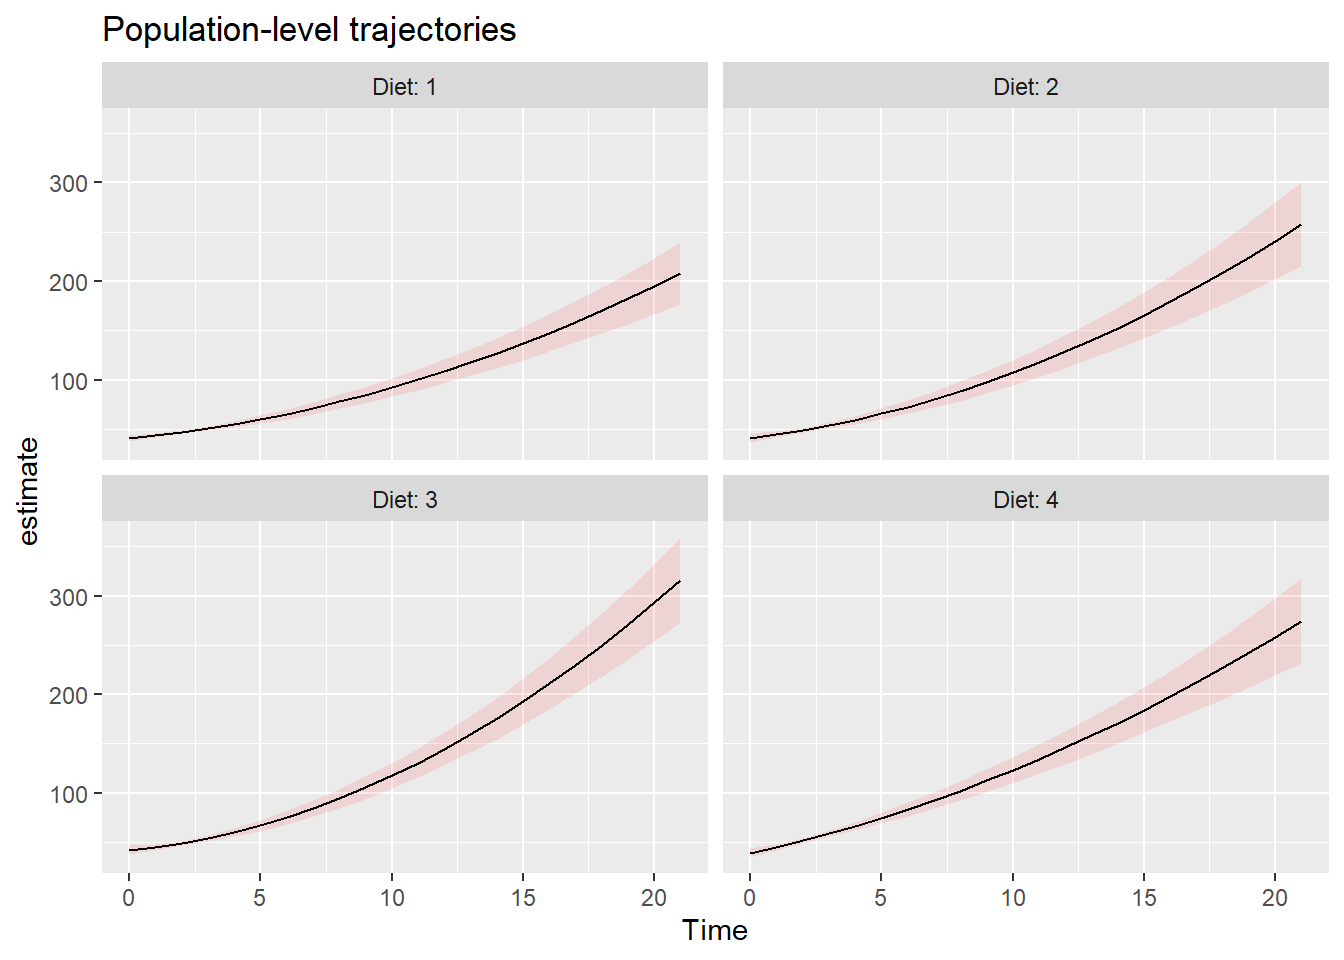 Population-level trajectories
Diet: 1
Diet: 2
300
200
100
Diet: 3
Diet: 4
300
200
100
estimate
0 5 10 15 20
0 5 10 15 20
Time